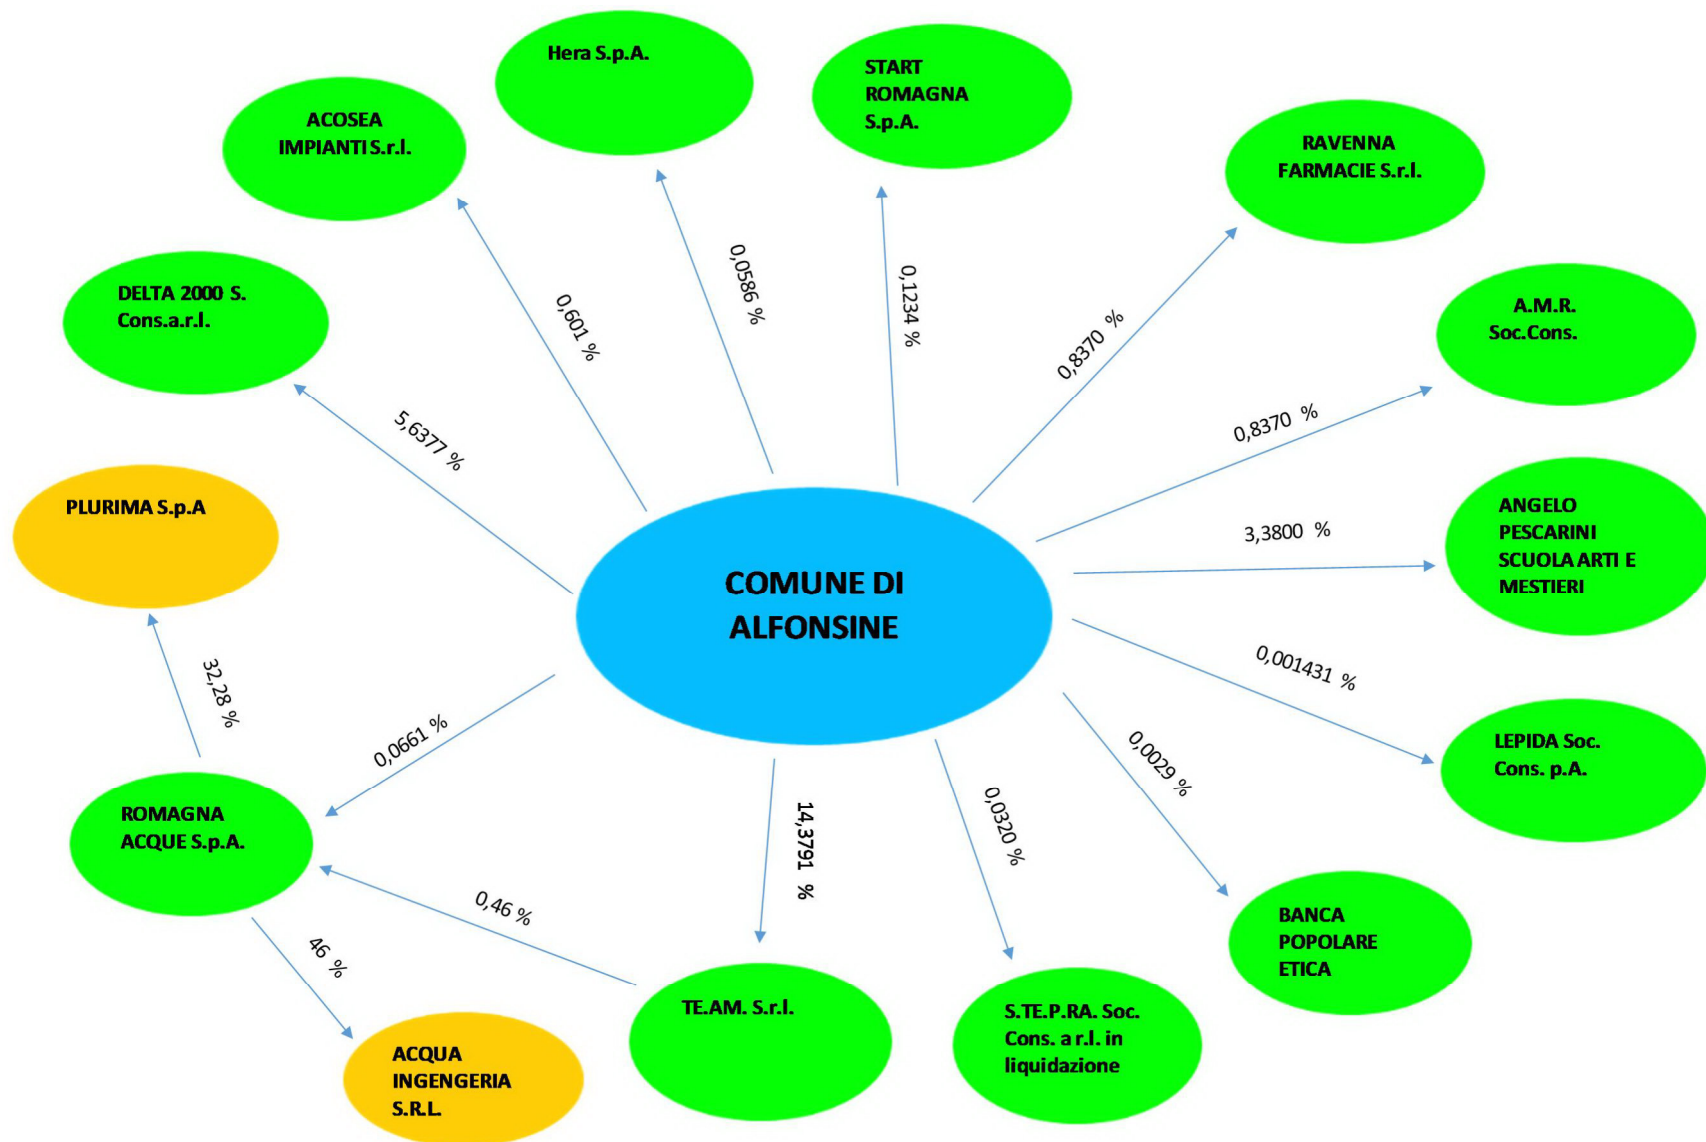 Hera S.p.A.
START
ROMAGNA
S.p.A.
ACOSEA
IMPIANTI S.r.l.
RAVENNA
FARMACIE S.r.l.
DELTA 2000 S.
Cons.a.r.l.
A.M.R.
Soc.Cons.
0,601 %
0,0586 %
0,1234 %
0,8370 %
5,6377 %
0,8370 %
PLURIMA S.p.A
COMUNE DI
ALFONSINE
3,3800 %
ANGELO
PESCARINI
SCUOLA ARTI E
MESTIERI
32,28 %
0,0661 %
0,001431 %
LEPIDA Soc.
Cons. p.A.
ROMAGNA
ACQUE S.p.A.
14,3791 %
0,0320 %
0,0029 %
0,46 %
BANCA
POPOLARE
ETICA
46 %
TE.AM. S.r.l.
S.TE.P.RA. Soc.
Cons. a r.l. in
liquidazione
ACQUA
INGENGERIA
S.R.L.